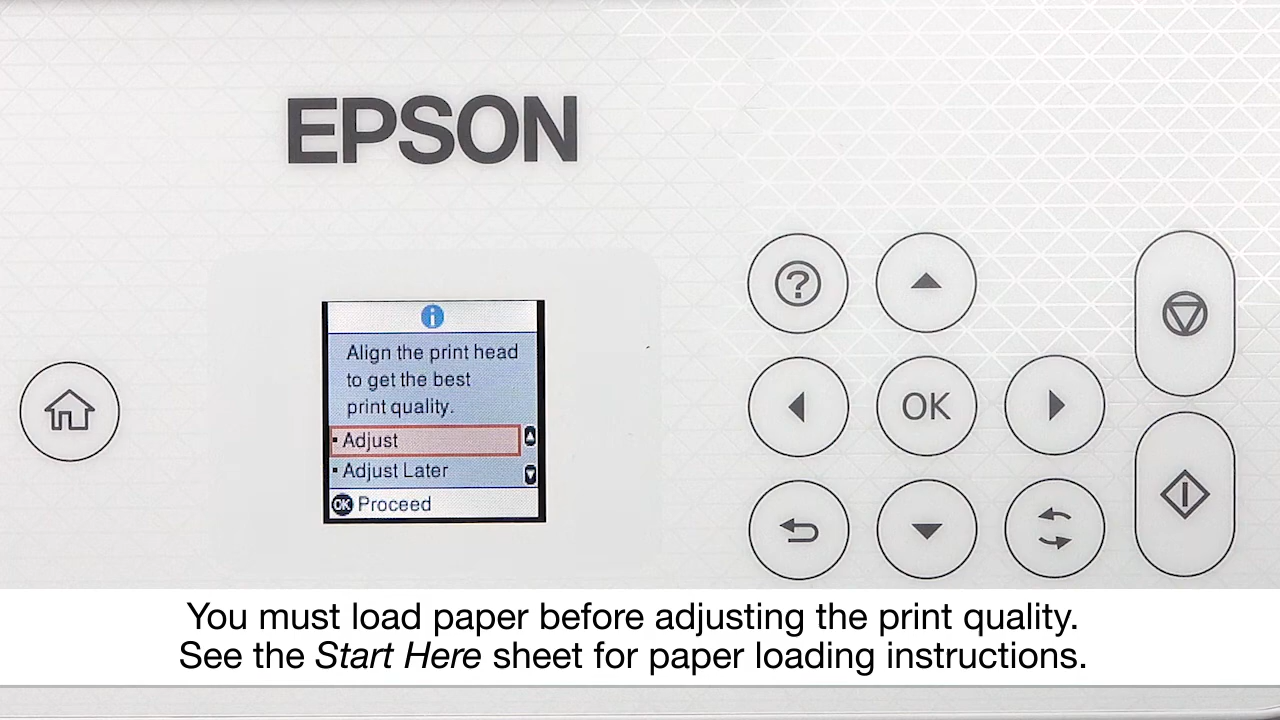 EPSON
Align the print head
to get the best
print quality.
Adjust
Adjust Later
OK Proceed
?
OK
You must load paper before adjusting the print quality.
See the Start Here sheet for paper loading instructions.